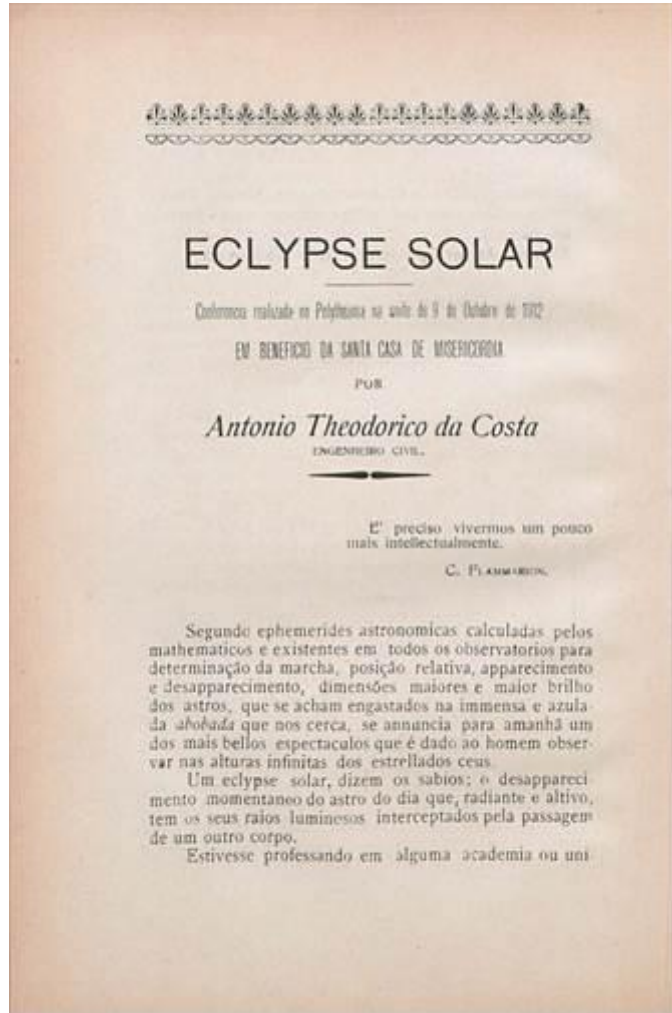 ECLYPSE SOLAR
Conferencia realizada no Polytheama na noite de 9 de Outubro de 1912
EM BENEFICIO DA SANTA CASA DE MISERICORDIA
POR
Antonio Theodorico da Costa
ENGENHEIRO CIVIL.
E' preciso vivermos um pouco
mais intellectualmente.
C. FLAMMARION.
Segundo ephemerides astronomicas calculadas pelos
mathematicos e existentes em todos os observatorios para
determinação da marcha, posição relativa, apparecimento
e desapparecimento, dimensões maiores e maior brilho
dos astros, que se acham engastados na immensa e azula-
da abobada que nos cerca, se annuncia para amanhã um
dos mais bellos espectaculos que é dado ao homem obser-
var nas alturas infinitas dos estrellados ceus.
Um eclypse solar, dizem os sabios; o desappareci-
mento momentaneo do astro do dia que, radiante e altivo,
tem os seus raios luminosos interceptados pela passagem
de um outro corpo.
Estivesse professando em alguma academia ou uni-